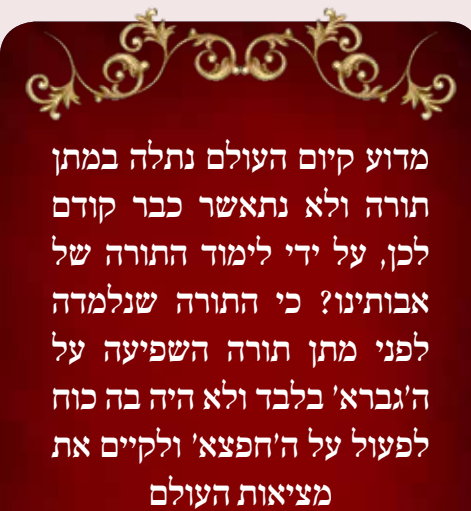 מדוע קיום העולם נתלה במתן
תורה ולא נתאשר כבר קודם
לכן, על ידי לימוד התורה של
אבותינו? כי התורה שנלמדה
לפני מתן תורה השפיעה על
ה'גברא' בלבד ולא היה בה כוח
לפעול על ה'חפצא' ולקיים את
מציאות העולם